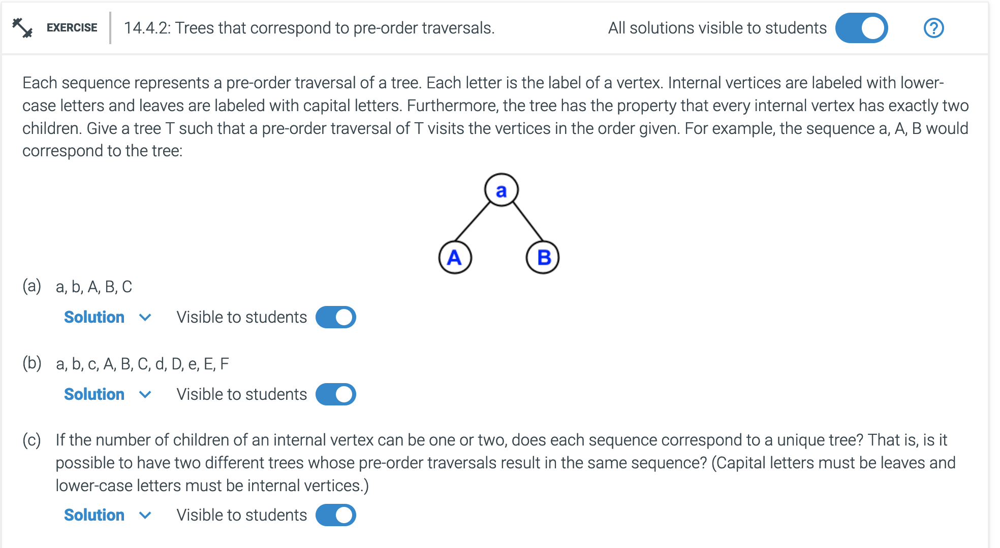 EXERCISE 14.4.2: Trees that correspond to pre-order traversals. All solutions visible to students ?
Each sequence represents a pre-order traversal of a tree. Each letter is the label of a vertex. Internal vertices are labeled with lower-
case letters and leaves are labeled with capital letters. Furthermore, the tree has the property that every internal vertex has exactly two
children. Give a tree T such that a pre-order traversal of T visits the vertices in the order given. For example, the sequence a, A, B would
correspond to the tree:
a
A B
(a) a, b, A, B, C
Solution Visible to students
(b) a, b, c, A, B, C, d, D, e, E, F
Solution Visible to students
(c) If the number of children of an internal vertex can be one or two, does each sequence correspond to a unique tree? That is, is it
possible to have two different trees whose pre-order traversals result in the same sequence? (Capital letters must be leaves and
lower-case letters must be internal vertices.)
Solution Visible to students